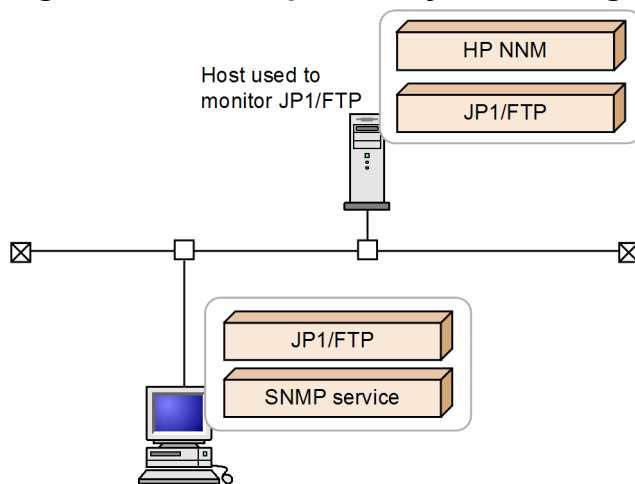 HP NNM
Host used to
monitor JP1/FTP
JP1/FTP
JP1/FTP
SNMP service